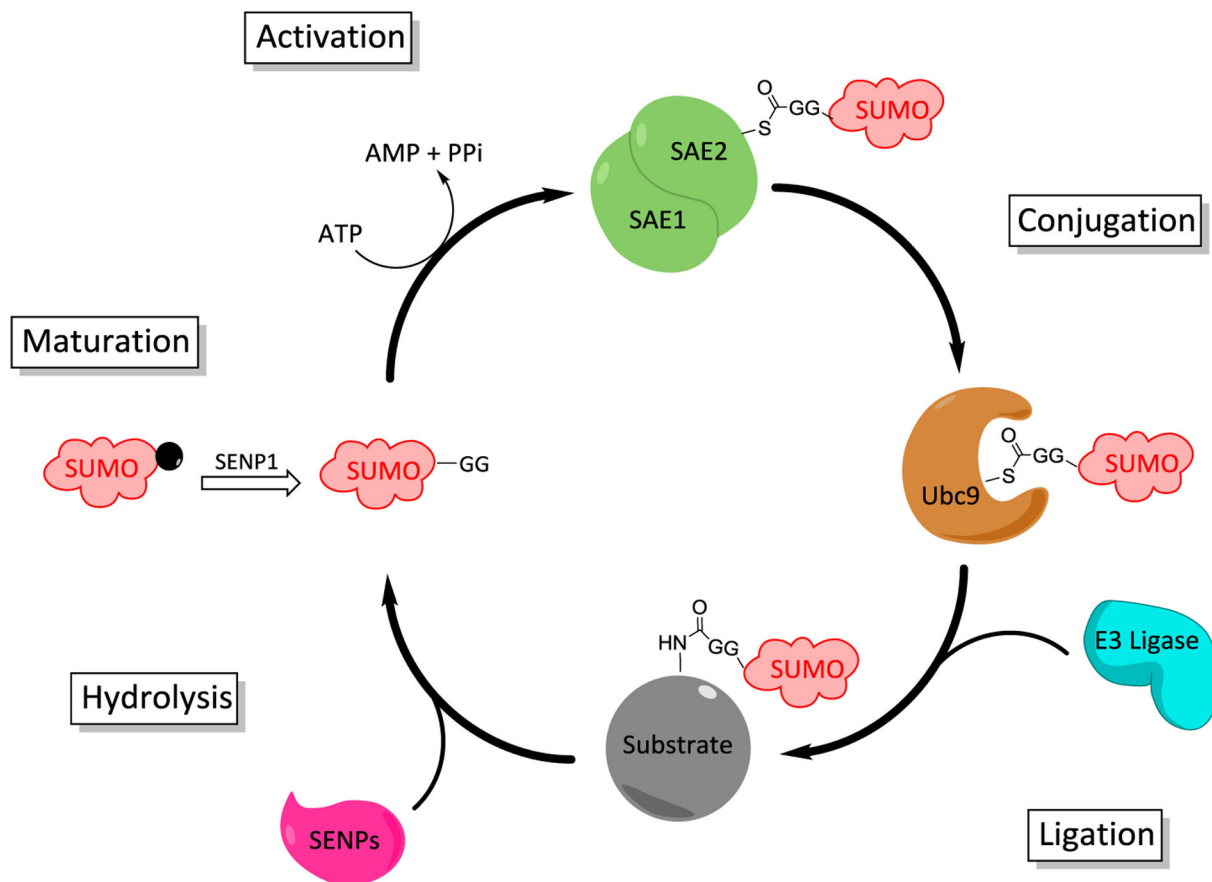 Activation
O
S
GG
SUMO
SAE2
SAE1
AMP + PPi
ATP
Conjugation
Maturation
SUMO
SENP1
SUMO
GG
O
S
GG
SUMO
Ubc9
O
HN
GG
SUMO
E3 Ligase
Hydrolysis
Substrate
SENPs
Ligation